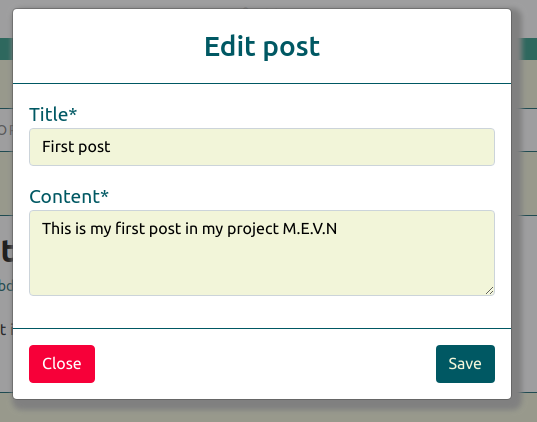 Edit post
Title*
First post
Content*
This is my first post in my project M.E.V.N
Close
Save